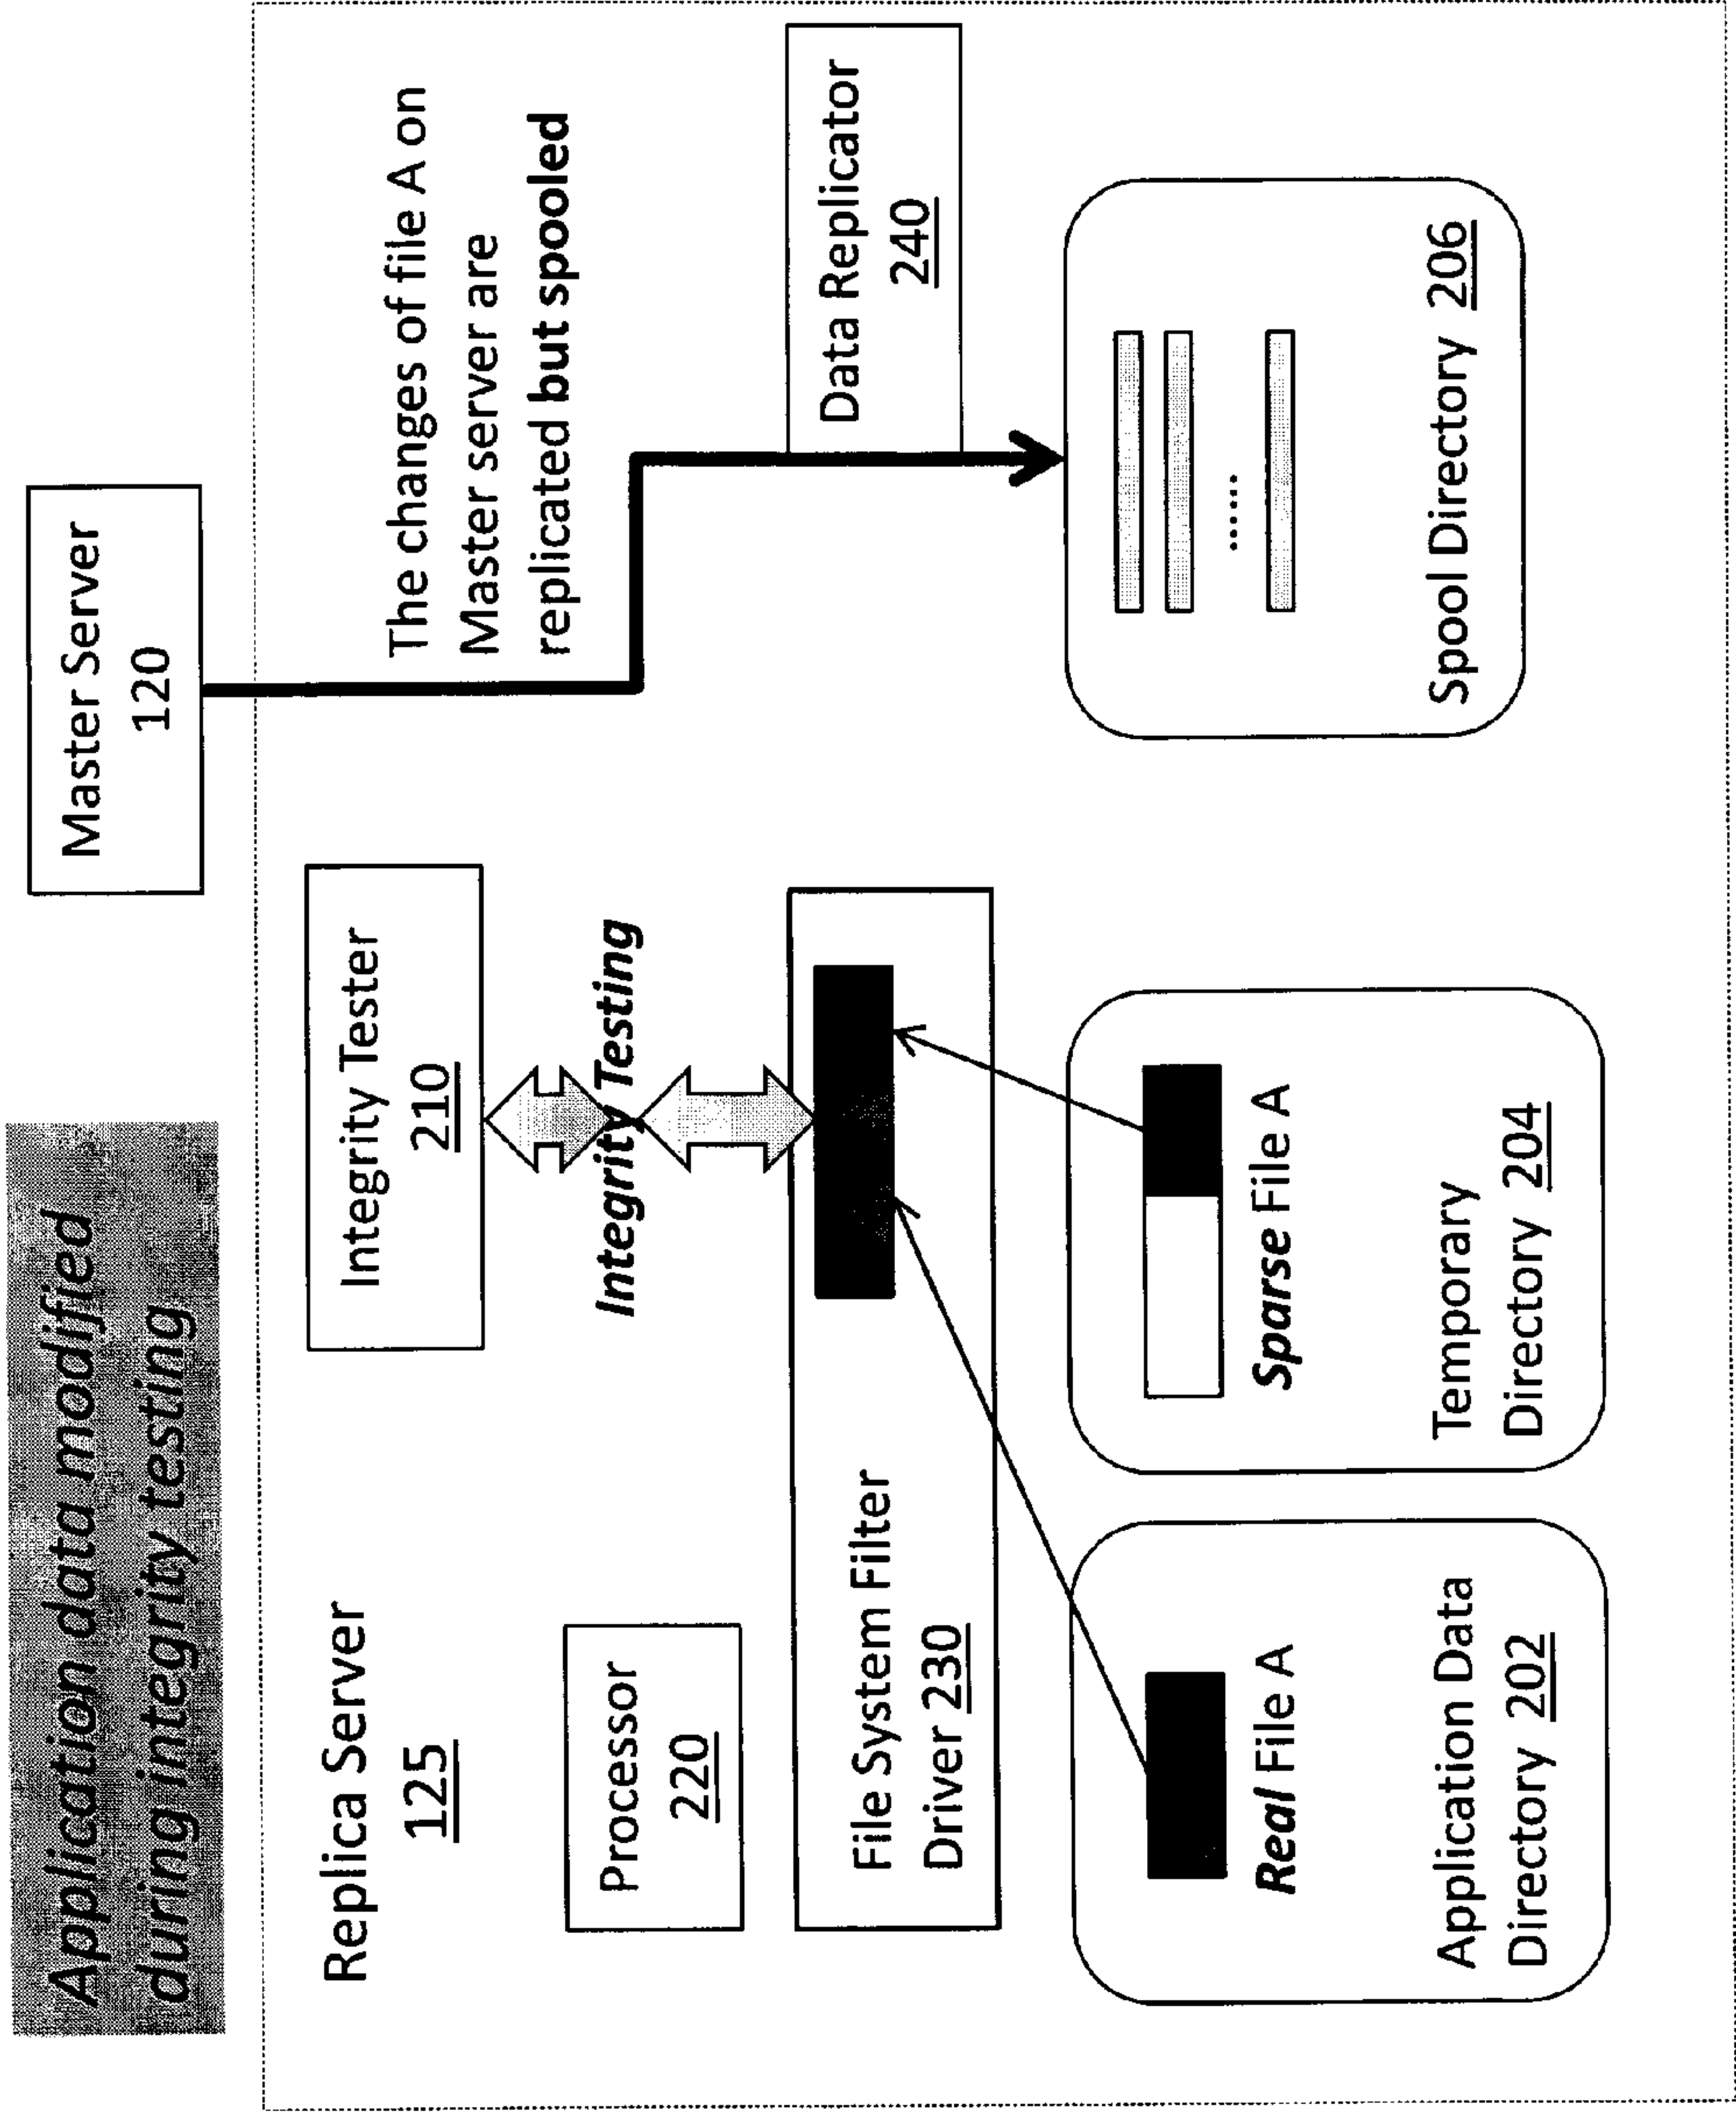 Application data modified
during integrity testing
Master Server
120
Replica Server
125
Integrity Tester
210
The changes of file A on
Master server are
replicated but spooled
Processor
220
Integrity Testing
File System Filter
Driver 230
Data Replicator
240
Real File A
Application Data
Directory 202
Sparse File A
Temporary
Directory 204
......
Spool Directory 206